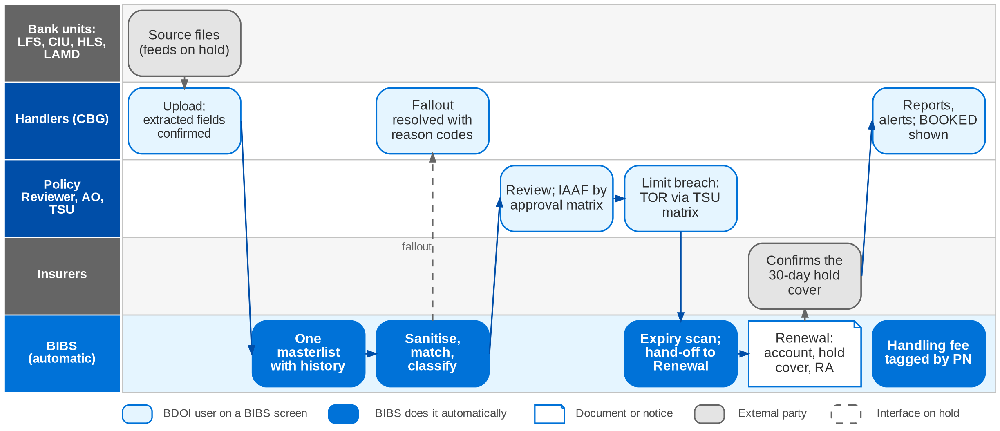 Bank units:
LFS, CIU, HLS,
LAMD
Source files
(feeds on hold)
Handlers (CBG)
Upload;
extracted fields
confirmed
Fallout
resolved with
reason codes
Reports,
alerts; BOOKED
shown
Policy
Reviewer, AO,
TSU
Review; IAAF by
approval matrix
Limit breach:
TOR via TSU
matrix
Insurers
fallout
Confirms the
30-day hold
cover
BIBS
(automatic)
One
masterlist
with history
Sanitise,
match,
classify
Expiry scan;
hand-off to
Renewal
Renewal:
account, hold
cover, RA
Handling fee
tagged by PN
BDOI user on a BIBS screen
BIBS does it automatically
Document or notice
External party
Interface on hold